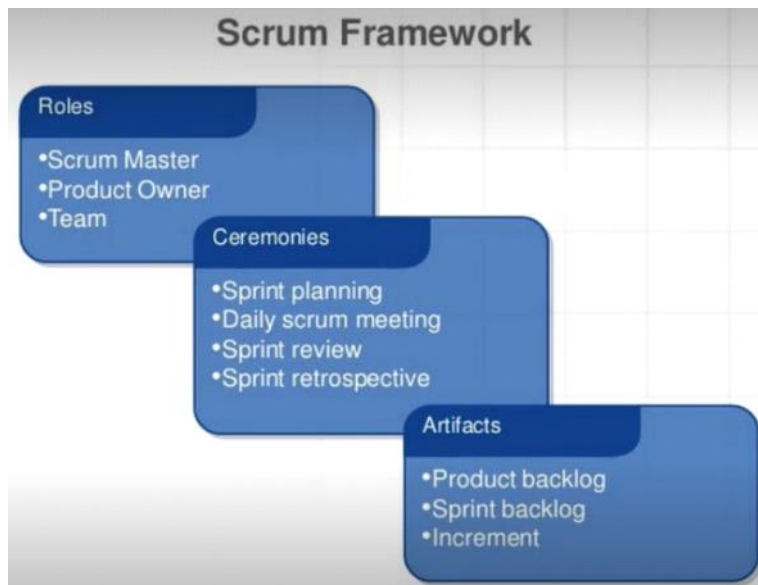 Scrum Framework
Roles
•Scrum Master
•Product Owner
•Team
Ceremonies
•Sprint planning
•Daily scrum meeting
•Sprint review
•Sprint retrospective
Artifacts
•Product backlog
•Sprint backlog
•Increment